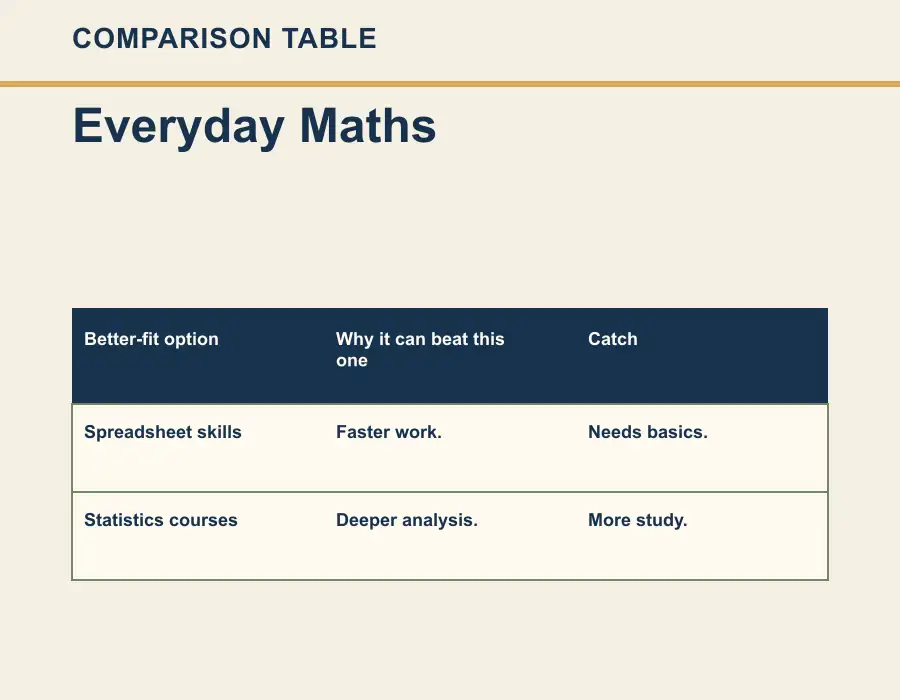 COMPARISON TABLE
Everyday Maths
Better-fit option
Why it can beat this
one
Catch
Spreadsheet skills
Faster work.
Needs basics.
Statistics courses
Deeper analysis.
More study.